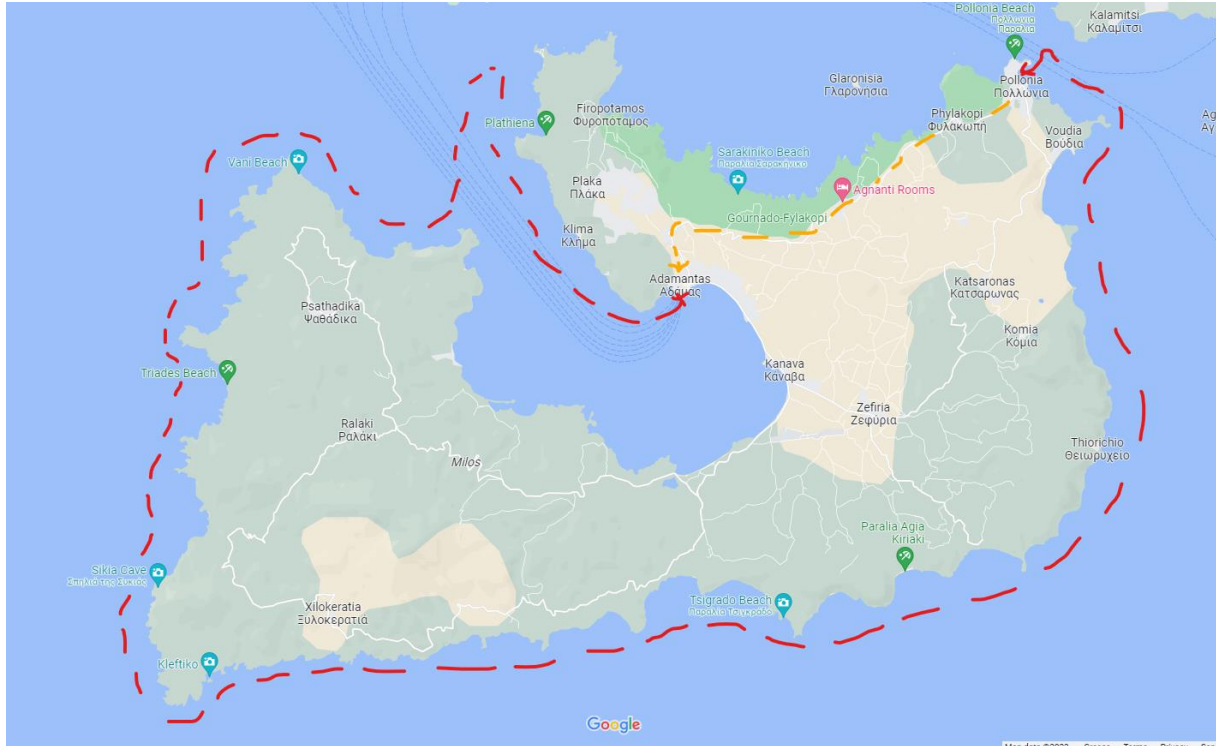 Pollonia Beach
Πολλωνια
Παραλία
Kalamitsi
Καλαμίτσι
Glaronisia
Γλαρονήσια
Pollonia
Πολλώνια
Firopotamos
Φυροπόταμος
Plathiena
Phylakopi
Φυλακωπή
Voudia
Βούδια
Vani Beach
Sarakiniko Beach
Παραλία Σαρακήνικο
Plaka
Πλάκα
Agnanti Rooms
Gournado-Fylakopi
Klima
Κλήμα
Adamantas
Αδάμας
Katsaronas
Κατσαρωνας
Psathadika
Ψαθάδικα
Komia
Κόμια
Triades Beach
Kanava
Κάναβα
Zefiria
Ζεφύρια
Ralaki
Ραλάκι
Thiorichio
Θειωρυχείο
Milos
Paralia Agia
Kiriaki
Sikia Cave
Σπηλιά της Συκιάς
Tsigrado Beach
Παραλία Τσιγκράδο
Xilokeratia
Ξυλοκερατιά
Kleftiko
Google